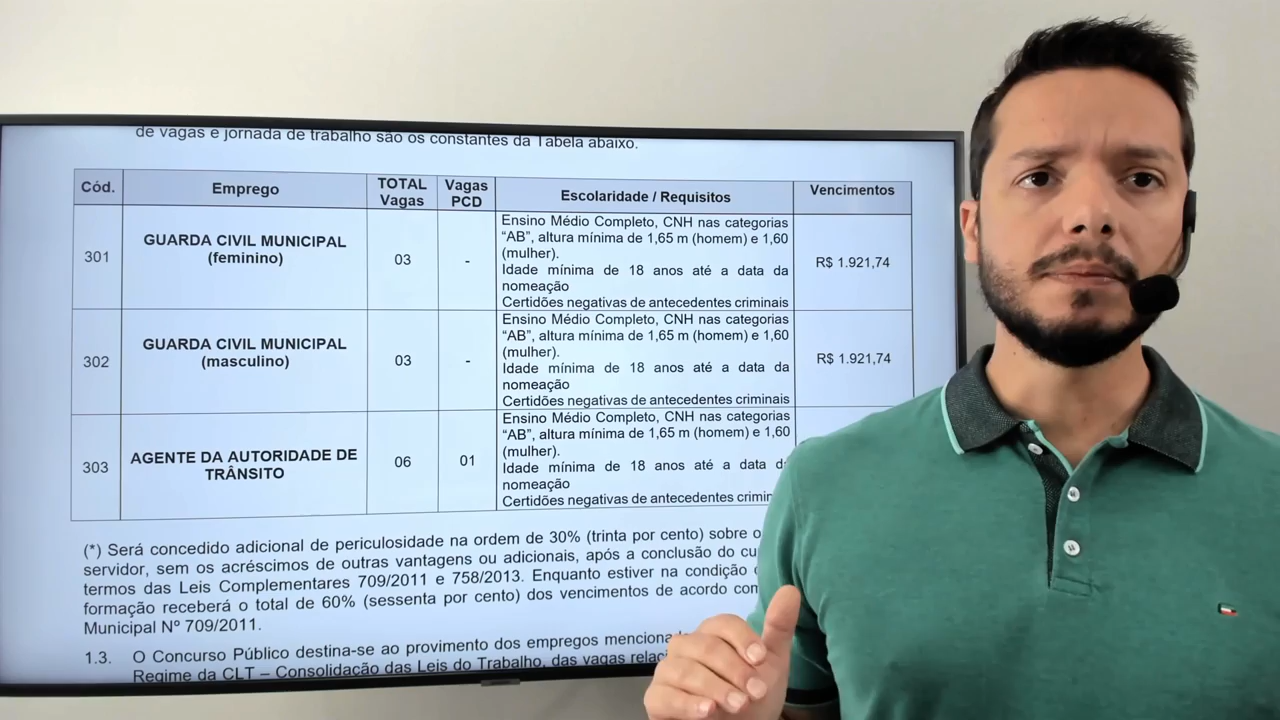 de vagas e jornada de trabalho são os constantes da Tabela abaixo.
Cód.
Emprego
TOTAL
Vagas
Vagas
PCD
Escolaridade / Requisitos
Vencimentos
301
GUARDA CIVIL MUNICIPAL
(feminino)
03
-
Ensino Médio Completo, CNH nas categorias
“AB”, altura mínima de 1,65 m (homem) e 1,60
(mulher).
Idade mínima de 18 anos até a data da
nomeação
Certidões negativas de antecedentes criminais
R$ 1.921,74
302
GUARDA CIVIL MUNICIPAL
(masculino)
03
-
Ensino Médio Completo, CNH nas categorias
“AB”, altura mínima de 1,65 m (homem) e 1,60
(mulher).
Idade mínima de 18 anos até a data da
nomeação
Certidões negativas de antecedentes criminais
R$ 1.921,74
303
AGENTE DA AUTORIDADE DE
TRÂNSITO
06
01
Ensino Médio Completo, CNH nas categorias
“AB”, altura mínima de 1,65 m (homem) e 1,60
(mulher).
Idade mínima de 18 anos até a data
nomeação
Certidões negativas de antecedentes
(*) Será concedido adicional de periculosidade na ordem de 30% (trinta por cento) sobre
servidor, sem os acréscimos de outras vantagens ou adicionais, após a conclusão do
termos das Leis Complementares 709/2011 e 758/2013. Enquanto estiver na condição
formação receberá o total de 60% (sessenta por cento) dos vencimentos de acordo
Municipal Nº 709/2011.
1.3. O Concurso Público destina-se ao provimento dos empregos
Regime da CLT – Consolidação das Leis do Trabalho, das vagas